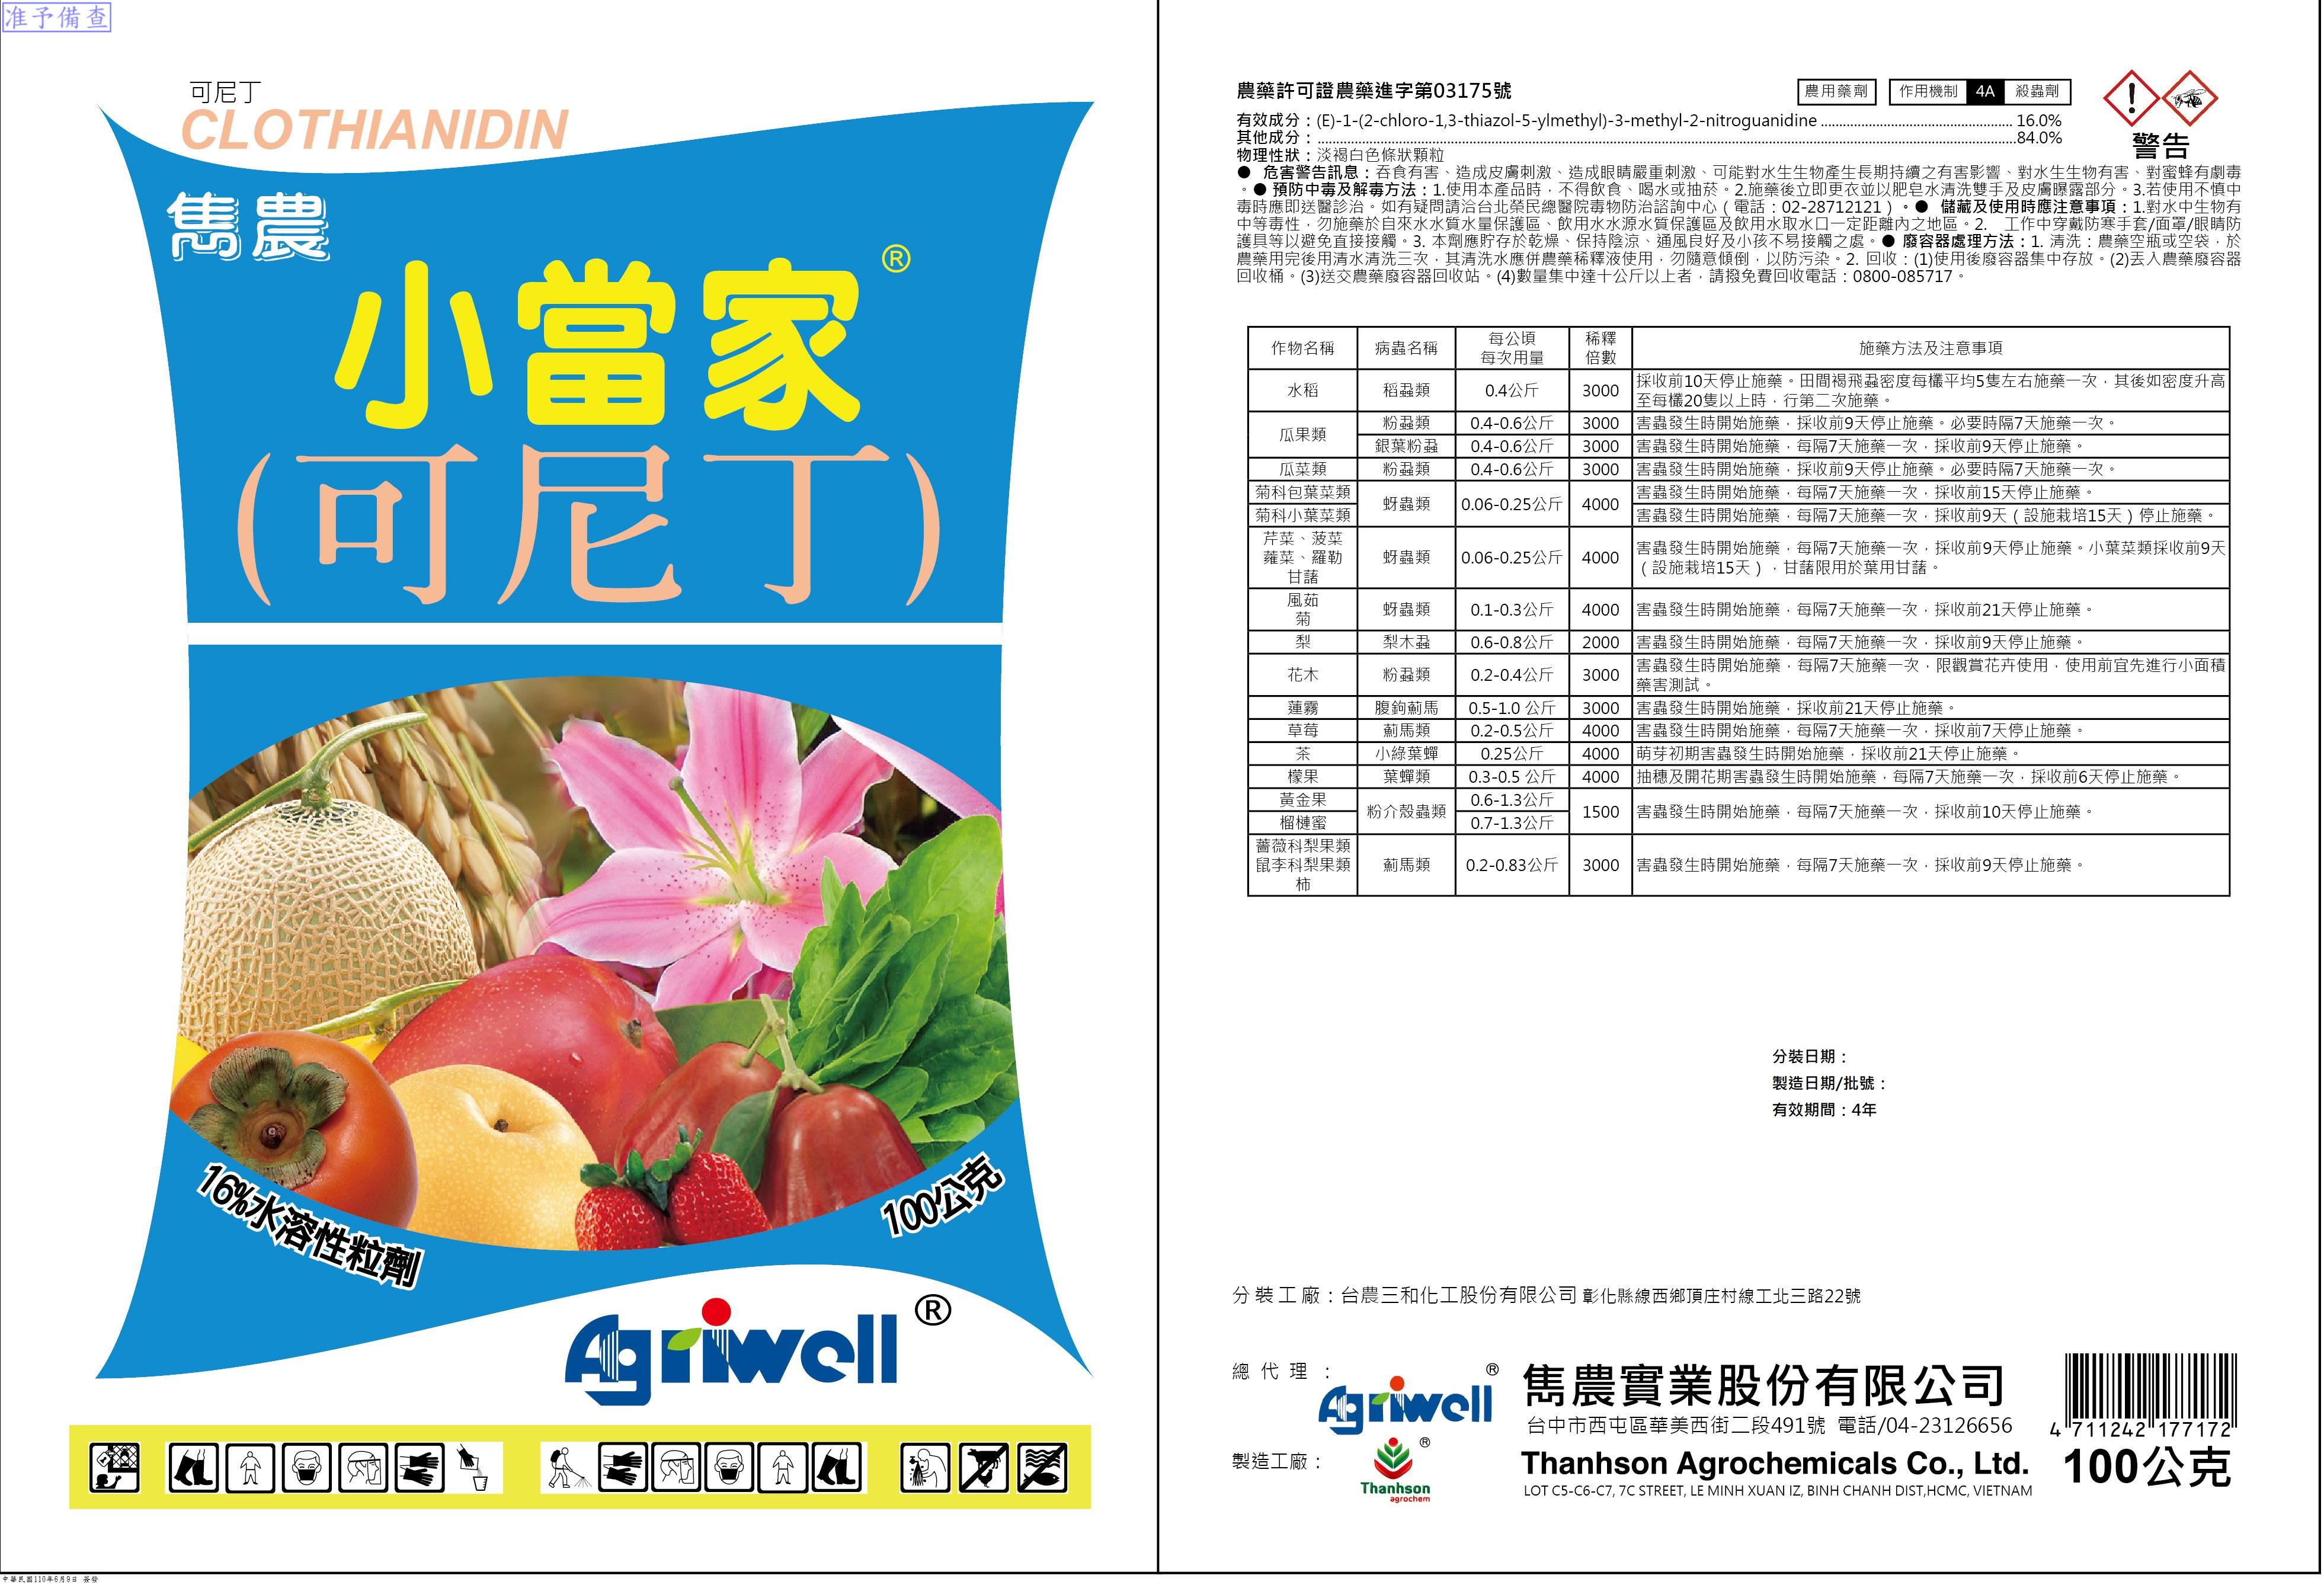 准予備查
可尼丁
CLOTHIANIDIN
雋農
小當家®
(可尼丁)
16%水溶性粒劑
100公克
Agriwell®
農藥許可證農藥進字第03175號
農用藥劑 作用機制 4A 殺蟲劑
有效成分：(E)-1-(2-chloro-1,3-thiazol-5-ylmethyl)-3-methyl-2-nitroguanidine 16.0%
其他成分：84.0%
物理性狀：淡褐白色條狀顆粒
警告
● 危害警告訊息：吞食有害、造成皮膚刺激、造成眼睛嚴重刺激、可能對水生生物產生長期持續之有害影響、對水生生物有害、對蜜蜂有劇毒
。● 預防中毒及解毒方法：1.使用本產品時，不得飲食、喝水或抽菸。2.施藥後立即更衣並以肥皂水清洗雙手及皮膚曝露部分。3.若使用不慎中
毒時應即送醫診治。如有疑問請洽台北榮民總醫院毒物防治諮詢中心（電話：02-28712121）。● 儲藏及使用時應注意事項：1.對水中生物有
中等毒性，勿施藥於自來水水質水量保護區、飲用水水源水質保護區及飲用水取水口一定距離內之地區。2. 工作中穿戴防寒手套/面罩/眼睛防
護具等以避免直接接觸。3. 本劑應貯存於乾燥、保持陰涼、通風良好及小孩不易接觸之處。● 廢容器處理方法：1. 清洗：農藥空瓶或空袋，於
農藥用完後用清水清洗三次，其清洗水應併農藥稀釋液使用，勿隨意傾倒，以防污染。2. 回收：(1)使用後廢容器集中存放。(2)丟入農藥廢容器
回收桶。(3)送交農藥廢容器回收站。(4)數量集中達十公斤以上者，請撥免費回收電話：0800-085717。
作物名稱 病蟲名稱 每公頃 每次用量 稀釋 倍數 施藥方法及注意事項
水稻 稻蝨類 0.4公斤 3000 採收前10天停止施藥。田間褐飛蝨密度每欉平均5隻左右施藥一次，其後如密度升高
至每欉20隻以上時，行第二次施藥。
瓜果類 粉蝨類 0.4-0.6公斤 3000 害蟲發生時開始施藥，採收前9天停止施藥。必要時隔7天施藥一次。
銀葉粉蝨 0.4-0.6公斤 3000 害蟲發生時開始施藥，每隔7天施藥一次，採收前9天停止施藥。
瓜菜類 粉蝨類 0.4-0.6公斤 3000 害蟲發生時開始施藥，採收前9天停止施藥。必要時隔7天施藥一次。
菊科包葉菜類 蚜蟲類 0.06-0.25公斤 4000 害蟲發生時開始施藥，每隔7天施藥一次，採收前15天停止施藥。
菊科小葉菜類 害蟲發生時開始施藥，每隔7天施藥一次，採收前9天（設施栽培15天）停止施藥。
芹菜、菠菜
蕹菜、羅勒
甘藷 蚜蟲類 0.06-0.25公斤 4000 害蟲發生時開始施藥，每隔7天施藥一次，採收前9天停止施藥。小葉菜類採收前9天
（設施栽培15天），甘藷限用於葉用甘藷。
風茹
菊 蚜蟲類 0.1-0.3公斤 4000 害蟲發生時開始施藥，每隔7天施藥一次，採收前21天停止施藥。
梨 梨木蝨 0.6-0.8公斤 2000 害蟲發生時開始施藥，每隔7天施藥一次，採收前9天停止施藥。
花木 粉蝨類 0.2-0.4公斤 3000 害蟲發生時開始施藥，每隔7天施藥一次，限觀賞花卉使用，使用前宜先進行小面積
藥害測試。
蓮霧 腹鉤薊馬 0.5-1.0 公斤 3000 害蟲發生時開始施藥，採收前21天停止施藥。
草莓 薊馬類 0.2-0.5公斤 4000 害蟲發生時開始施藥，每隔7天施藥一次，採收前7天停止施藥。
茶 小綠葉蟬 0.25公斤 4000 萌芽初期害蟲發生時開始施藥，採收前21天停止施藥。
檬果 葉蟬類 0.3-0.5 公斤 4000 抽穗及開花期害蟲發生時開始施藥，每隔7天施藥一次，採收前6天停止施藥。
黃金果 粉介殼蟲類 0.6-1.3公斤 1500 害蟲發生時開始施藥，每隔7天施藥一次，採收前10天停止施藥。
榴槤蜜 0.7-1.3公斤
薔薇科梨果類
鼠李科梨果類
柿 薊馬類 0.2-0.83公斤 3000 害蟲發生時開始施藥，每隔7天施藥一次，採收前9天停止施藥。
分裝日期：
製造日期/批號：
有效期間：4年
分裝工廠：台農三和化工股份有限公司 彰化縣線西鄉頂庄村線工北三路22號
總代理：
Agriwell®
雋農實業股份有限公司
台中市西屯區華美西街二段491號 電話/04-23126656
製造工廠：
Thanhson®
agrochem
Thanhson Agrochemicals Co., Ltd.
LOT C5-C6-C7, 7C STREET, LE MINH XUAN IZ, BINH CHANH DIST,HCMC, VIETNAM
4 711242 177172
100公克
中華民國110年6月9日 簽發